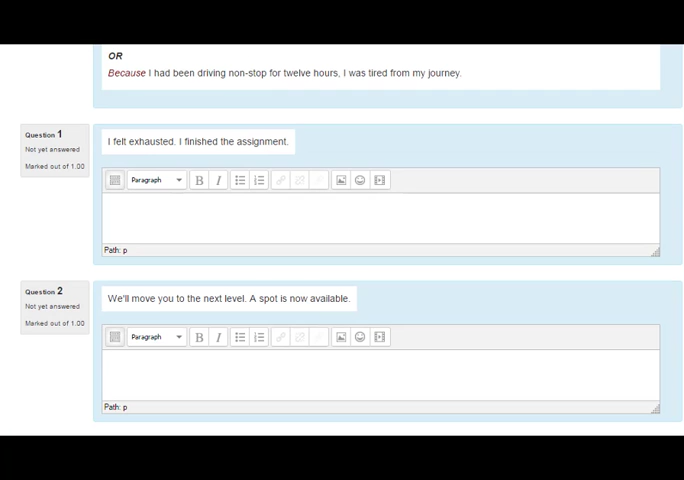 OR
Because I had been driving non-stop for twelve hours, I was tired from my journey.
Question 1
Not yet answered
Marked out of 1.00
I felt exhausted. I finished the assignment.
Paragraph
B I
Path: p
Question 2
Not yet answered
Marked out of 1.00
We'll move you to the next level. A spot is now available.
Paragraph
B I
Path: p